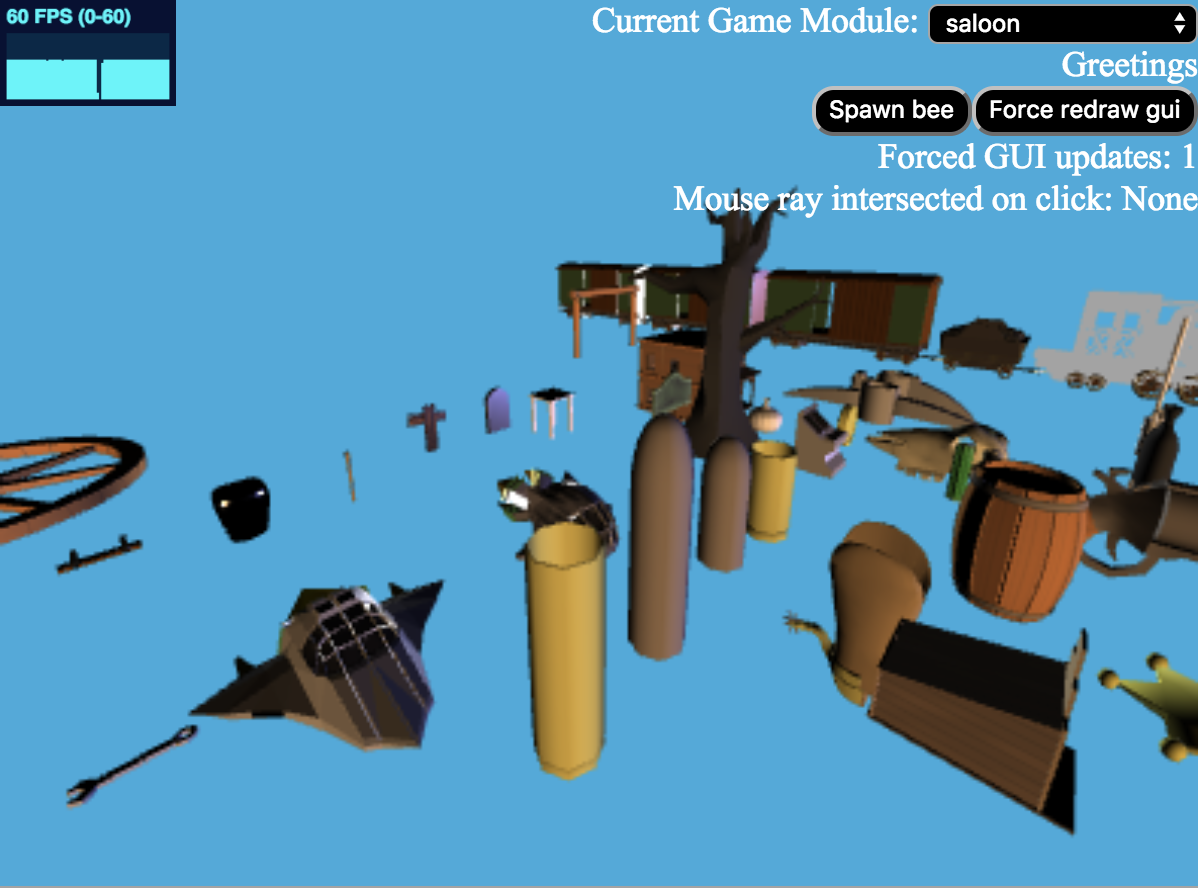 60 FPS (0-60)
Current Game Module: saloon
Greetings
Spawn bee Force redraw gui
Forced GUI updates: 1
Mouse ray intersected on click: None